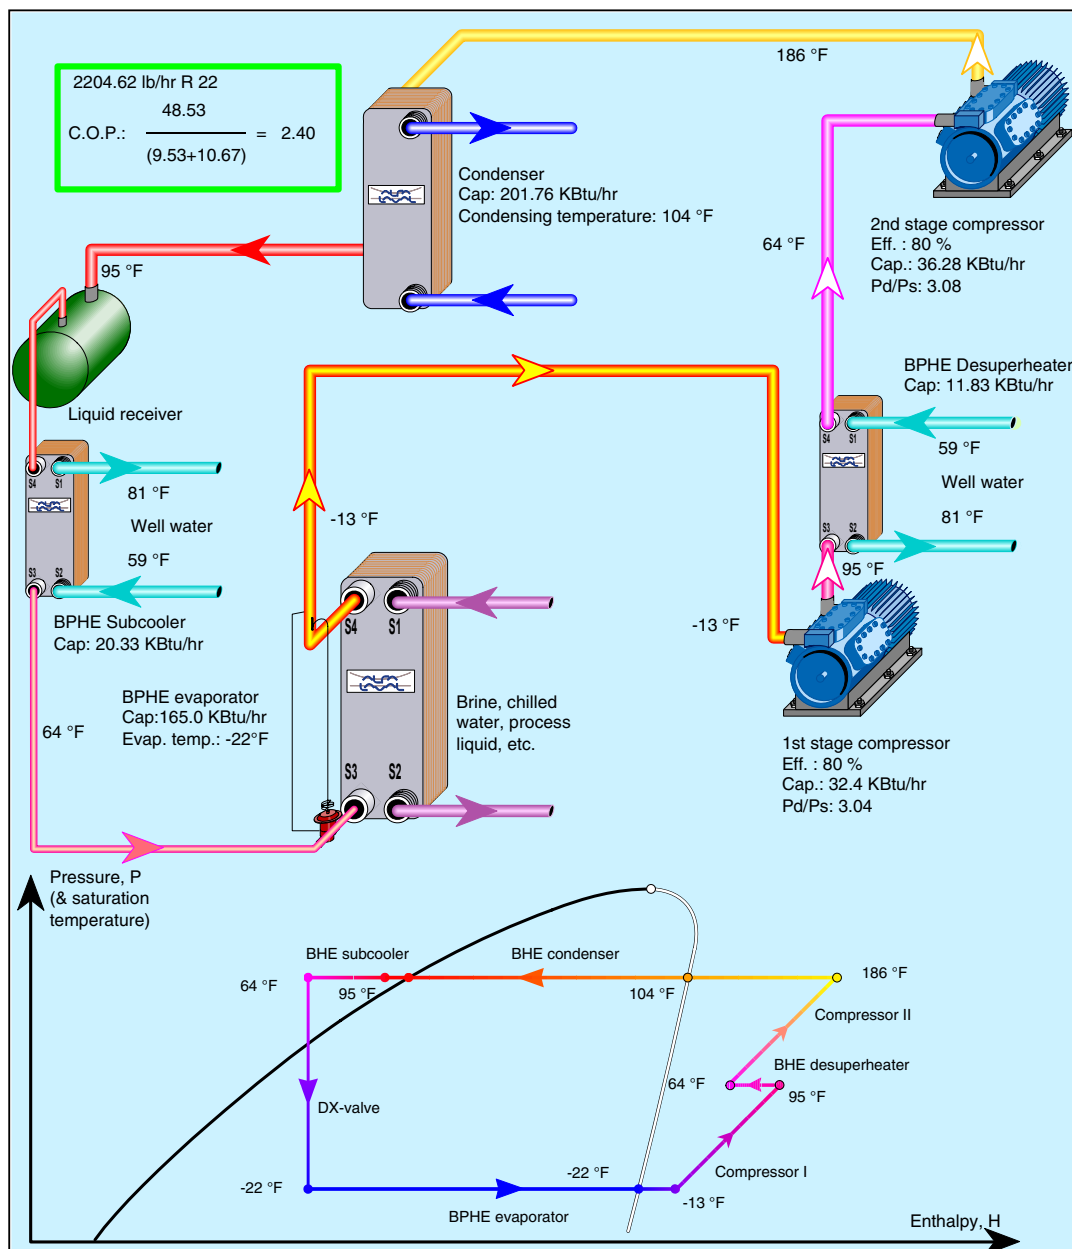 2204.62 lb/hr R 22
48.53
C.O.P.: = 2.40
(9.53+10.67)
186 °F
Condenser
Cap: 201.76 KBtu/hr
Condensing temperature: 104 °F
2nd stage compressor
Eff. : 80 %
Cap.: 36.28 KBtu/hr
Pd/Ps: 3.08
64 °F
95 °F
Liquid receiver
BPHE Desuperheater
Cap: 11.83 KBtu/hr
S4 S1
59 °F
Well water
81 °F
S3 S2
95 °F
S4 S1
81 °F
Well water
59 °F
S3 S2
BPHE Subcooler
Cap: 20.33 KBtu/hr
-13 °F
-13 °F
S4 S1
BPHE evaporator
Cap:165.0 KBtu/hr
Evap. temp.: -22°F
64 °F
Brine, chilled
water, process
liquid, etc.
S3 S2
1st stage compressor
Eff. : 80 %
Cap.: 32.4 KBtu/hr
Pd/Ps: 3.04
Pressure, P
(& saturation
temperature)
BHE subcooler
BHE condenser
64 °F
95 °F
104 °F
186 °F
Compressor II
BHE desuperheater
64 °F
95 °F
DX-valve
Compressor I
-22 °F
-22 °F
-13 °F
BPHE evaporator
Enthalpy, H